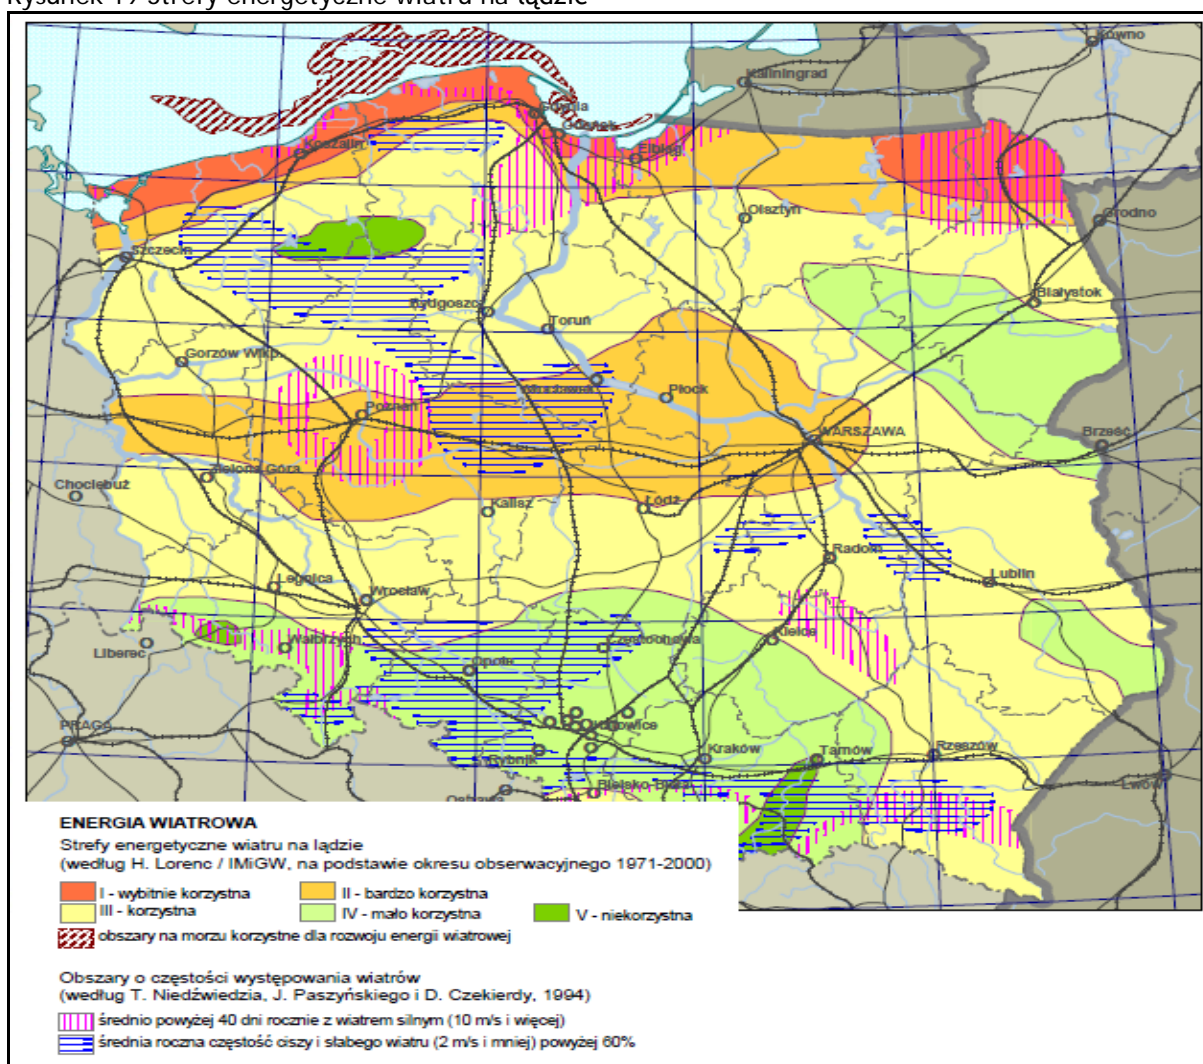 Rysunek 19 strefy energetyczne wiatru na lądzie
Kowno
Kaliningrad
Gdynia
Gdańsk
Koszalin
Elbląg
Olsztyn
Grodno
Szczecin
Białystok
Bydgoszc
Toruń
Gorzów Wlkp.
Płock
Poznań
WARSZAWA
Brześć
Zielona Góra
Chociebuż
Kalisz
Łódź
Radom
Legnica
Lublin
Wrocław
Kielce
Wałbrzych
Częstochowa
Liberec
Opole
PRAGA
Katowice
Kraków
Tarnów
Rzeszów
Rybnik
Lwów
Bielsko-Biała
Ostrawa
ENERGIA WIATROWA
Strefy energetyczne wiatru na lądzie
(według H. Lorenc / IMiGW, na podstawie okresu obserwacyjnego 1971-2000)
I - wybitnie korzystna
II - bardzo korzystna
III - korzystna
IV - mało korzystna
V - niekorzystna
obszary na morzu korzystne dla rozwoju energii wiatrowej
Obszary o częstości występowania wiatrów
(według T. Niedźwiedzia, J. Paszyńskiego i D. Czekierdy, 1994)
średnio powyżej 40 dni rocznie z wiatrem silnym (10 m/s i więcej)
średnia roczna częstość ciszy i słabego wiatru (2 m/s i mniej) powyżej 60%